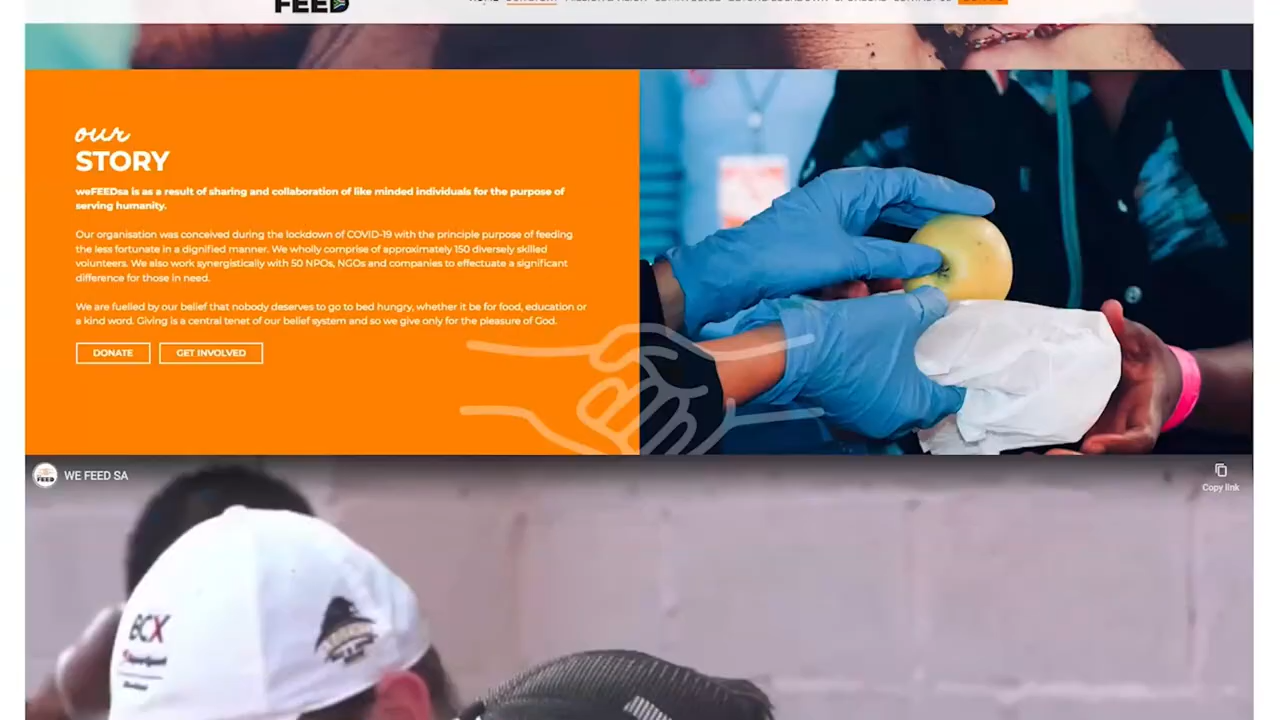 FEED
our
STORY
weFEEDsa is as a result of sharing and collaboration of like minded individuals for the purpose of
serving humanity.
Our organisation was conceived during the lockdown of COVID-19 with the principle purpose of feeding
the less fortunate in a dignified manner. We wholly comprise of approximately 150 diversely skilled
volunteers. We also work synergistically with 50 NPOs, NGOs and companies to effectuate a significant
difference for those in need.
We are fuelled by our belief that nobody deserves to go to bed hungry, whether it be for food, education or
a kind word. Giving is a central tenet of our belief system and so we give only for the pleasure of God.
DONATE
GET INVOLVED
FEED
WE FEED SA
Copy link
BCX